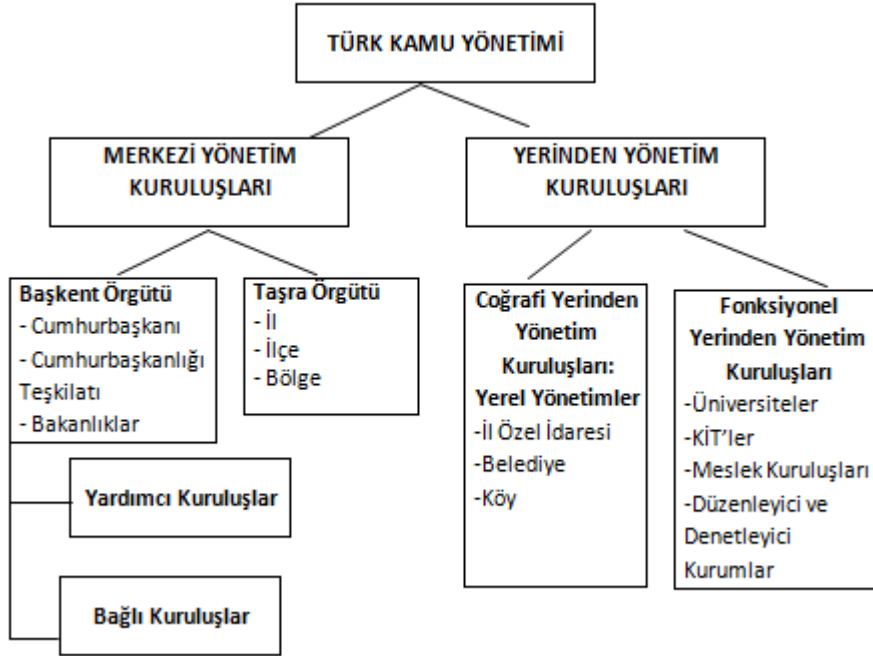 TÜRK KAMU YÖNETİMİ
MERKEZİ YÖNETİM
KURULUŞLARI
YERİNDEN YÖNETİM
KURULUŞLARI
Başkent Örgütü
- Cumhurbaşkanı
- Cumhurbaşkanlığı
Teşkilatı
- Bakanlıklar
Taşra Örgütü
- İl
- İlçe
- Bölge
Coğrafi Yerinden
Yönetim
Kuruluşları:
Yerel Yönetimler
-İl Özel İdaresi
-Belediye
-Köy
Fonksiyonel
Yerinden Yönetim
Kuruluşları
-Üniversiteler
-KİT’ler
-Meslek Kuruluşları
-Düzenleyici ve
Denetleyici
Kurumlar
Yardımcı Kuruluşlar
Bağlı Kuruluşlar